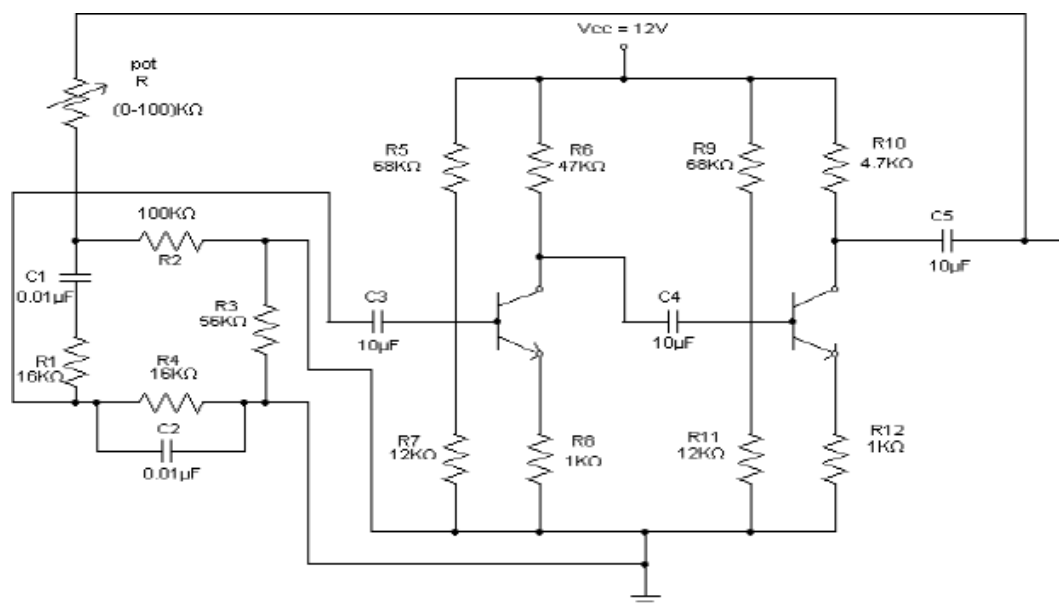 Vcc = 12V
pot
R
(0-100)KΩ
R5
68KΩ
R6
47KΩ
R9
68KΩ
R10
4.7KΩ
100KΩ
R2
C5
10µF
C1
0.01µF
R3
56KΩ
C3
10µF
C4
10µF
R1
16KΩ
R4
16KΩ
C2
0.01µF
R7
12KΩ
R8
1KΩ
R11
12KΩ
R12
1KΩ